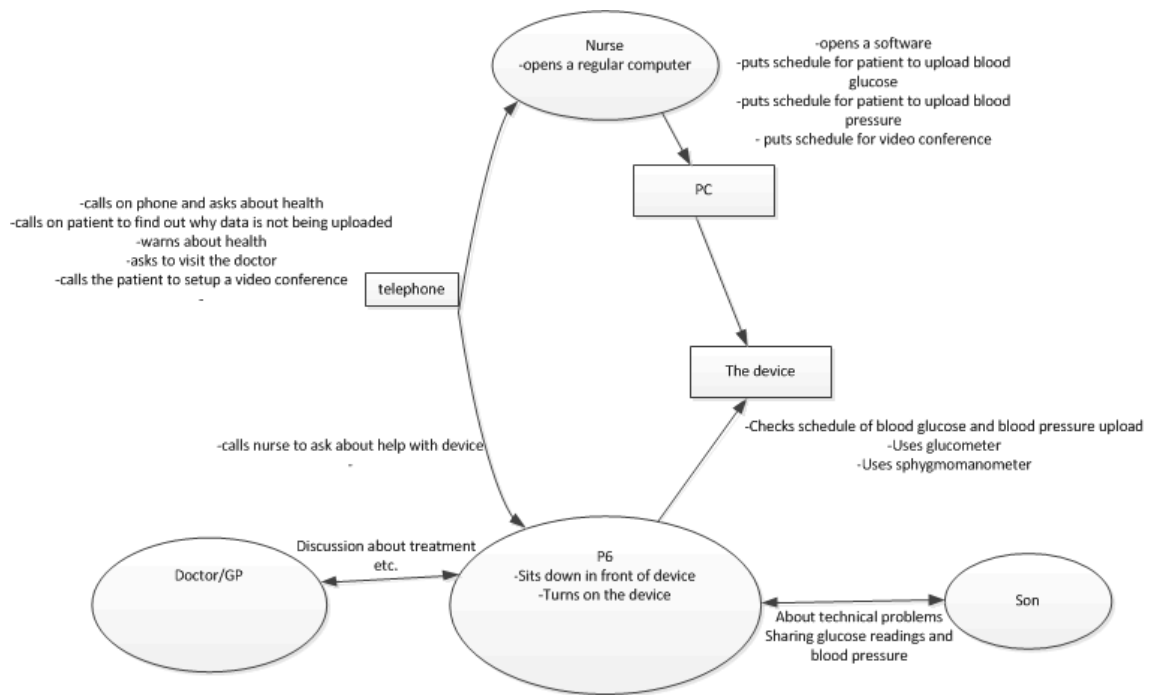 Nurse
-opens a regular computer
-opens a software
-puts schedule for patient to upload blood
glucose
-puts schedule for patient to upload blood
pressure
- puts schedule for video conference
PC
-calls on phone and asks about health
-calls on patient to find out why data is not being uploaded
-warns about health
-asks to visit the doctor
-calls the patient to setup a video conference
-
telephone
The device
-Checks schedule of blood glucose and blood pressure upload
-Uses glucometer
-Uses sphygmomanometer
-calls nurse to ask about help with device
-
Doctor/GP
Discussion about treatment
etc.
P6
-Sits down in front of device
-Turns on the device
About technical problems
Sharing glucose readings and
blood pressure
Son